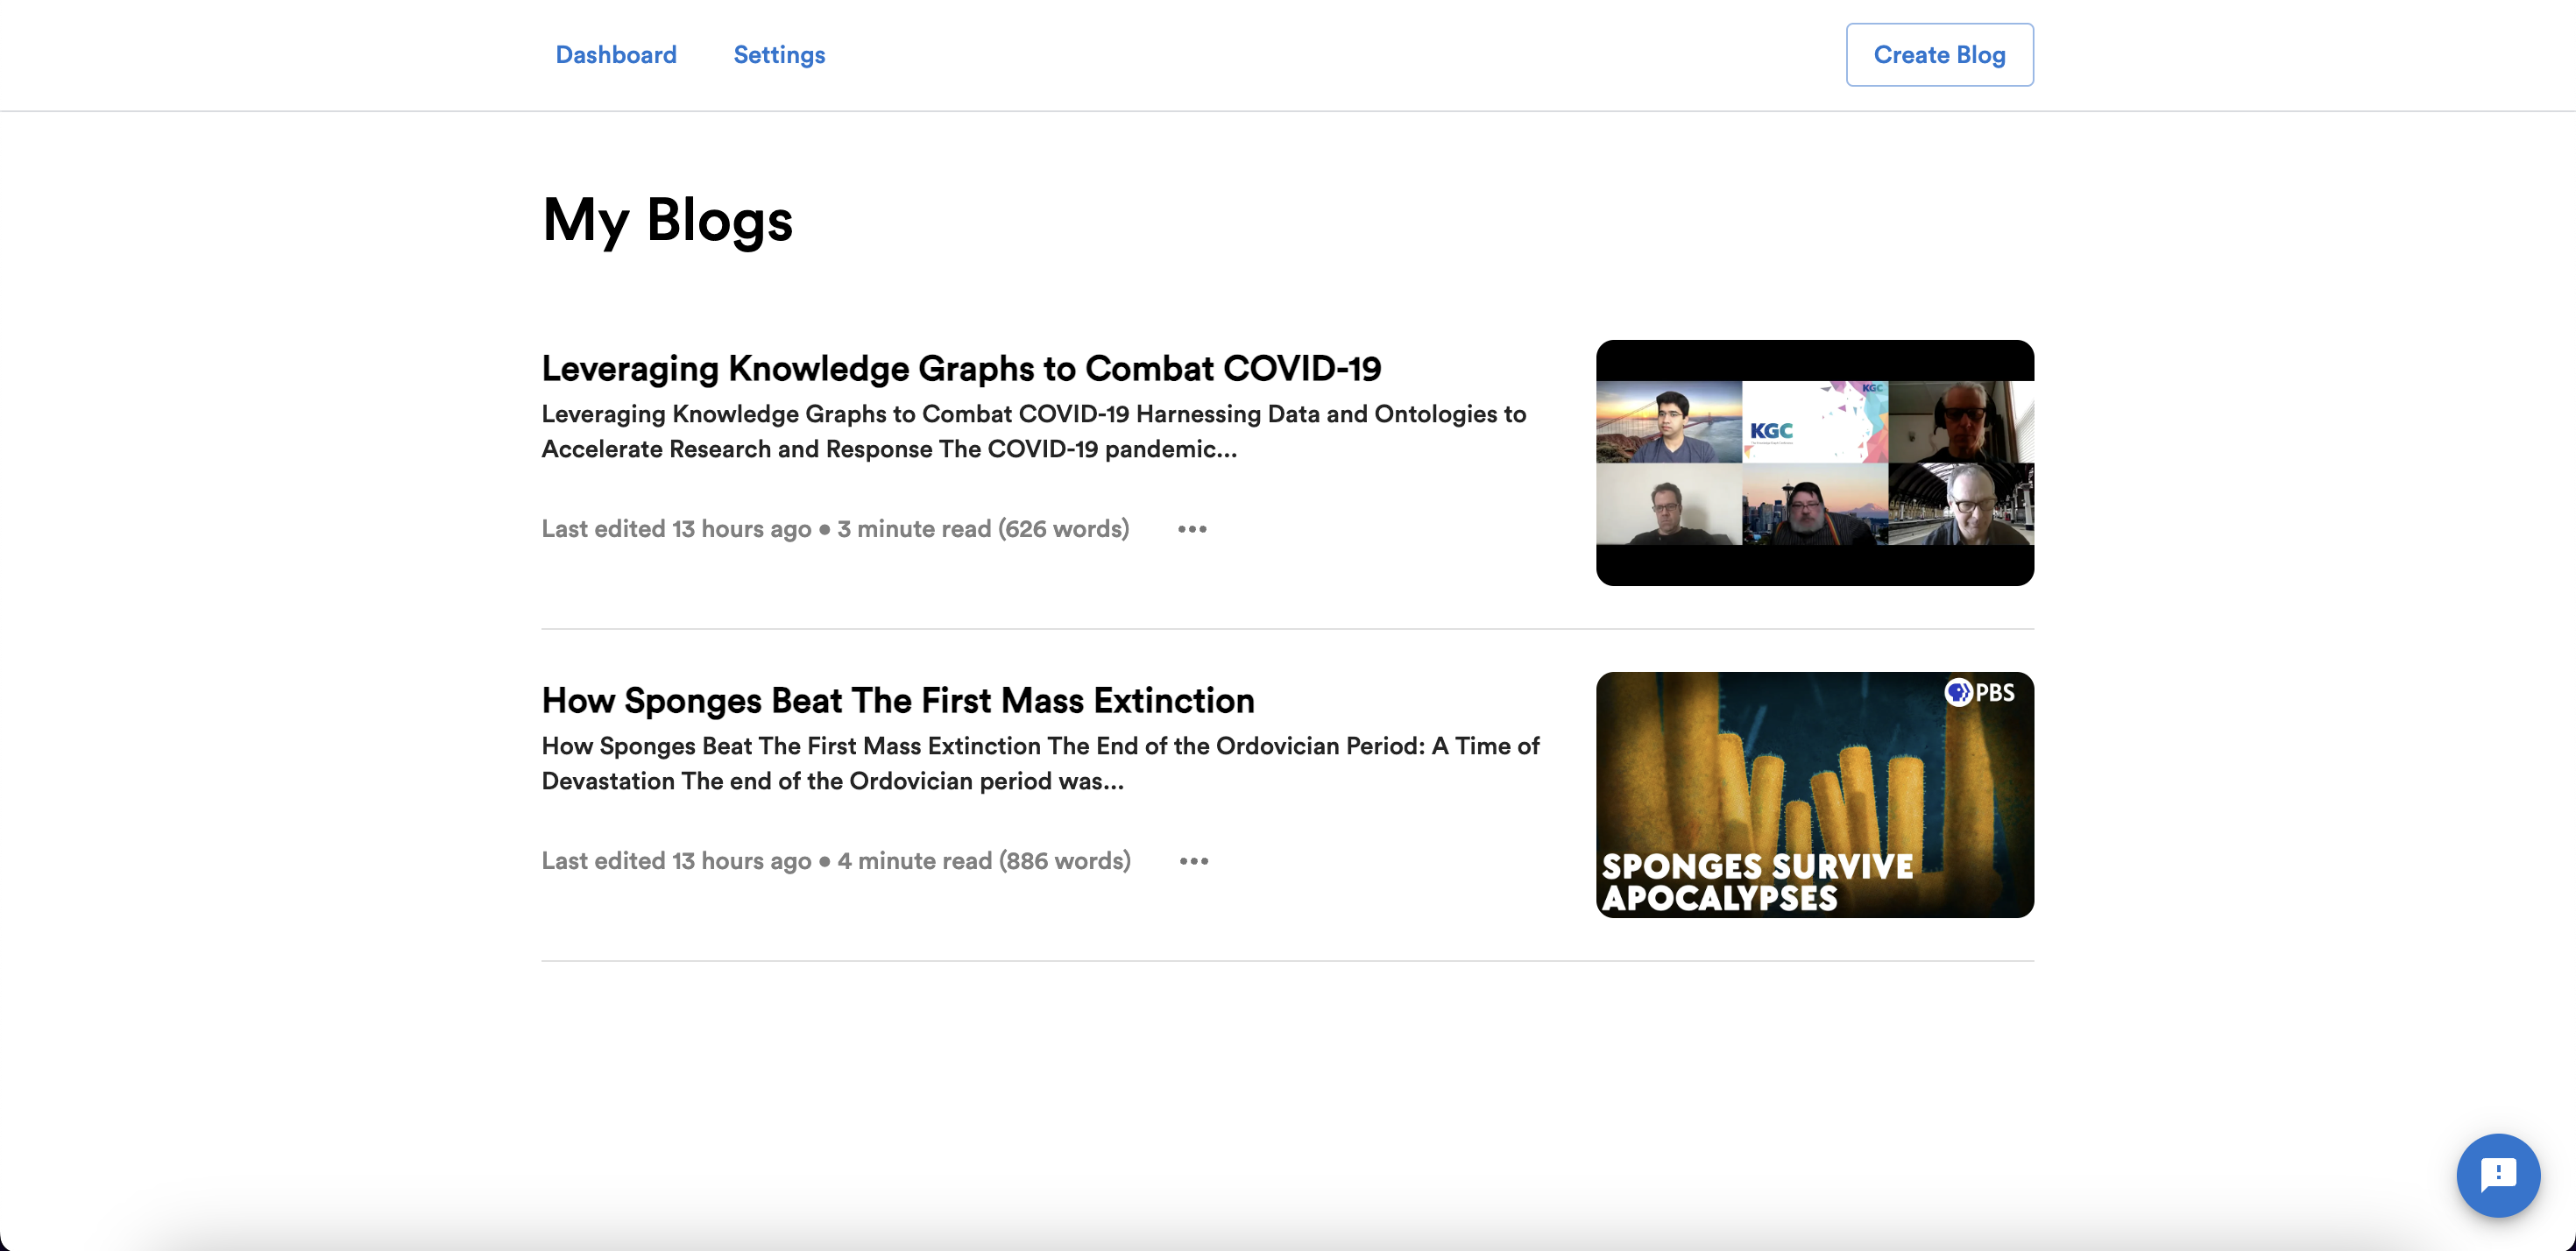 Dashboard
Settings
Create Blog
My Blogs
Leveraging Knowledge Graphs to Combat COVID-19
Leveraging Knowledge Graphs to Combat COVID-19 Harnessing Data and Ontologies to
Accelerate Research and Response The COVID-19 pandemic...
Last edited 13 hours ago • 3 minute read (626 words)
KGC
KGC
How Sponges Beat The First Mass Extinction
How Sponges Beat The First Mass Extinction The End of the Ordovician Period: A Time of
Devastation The end of the Ordovician period was...
Last edited 13 hours ago • 4 minute read (886 words)
PBS
SPONGES SURVIVE
APOCALYPSES